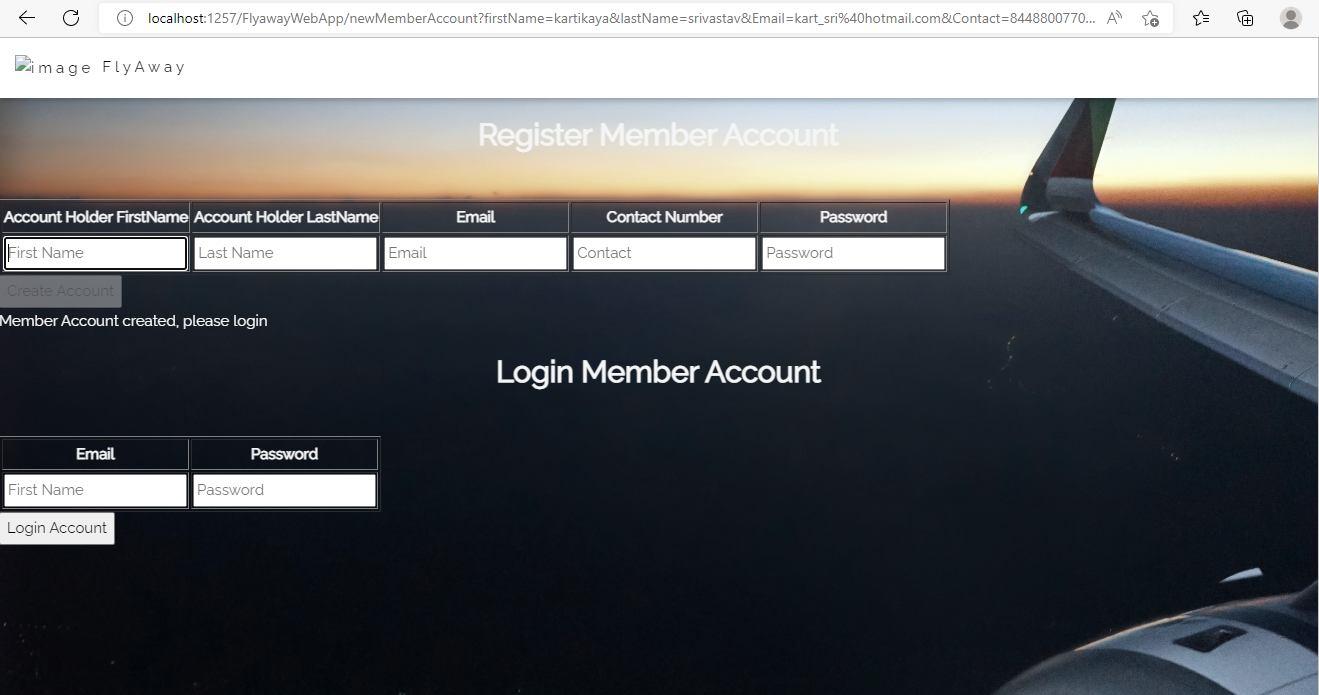 localhost:1257/FlyawayWebApp/newMemberAccount?firstName=kartikaya&lastName=srivastav&Email=kart_sri%40hotmail.com&Contact=8448800770...
image FlyAway
Register Member Account
Account Holder FirstName Account Holder LastName Email Contact Number Password
First Name Last Name Email Contact Password
Create Account
Member Account created, please login
Login Member Account
Email Password
First Name Password
Login Account